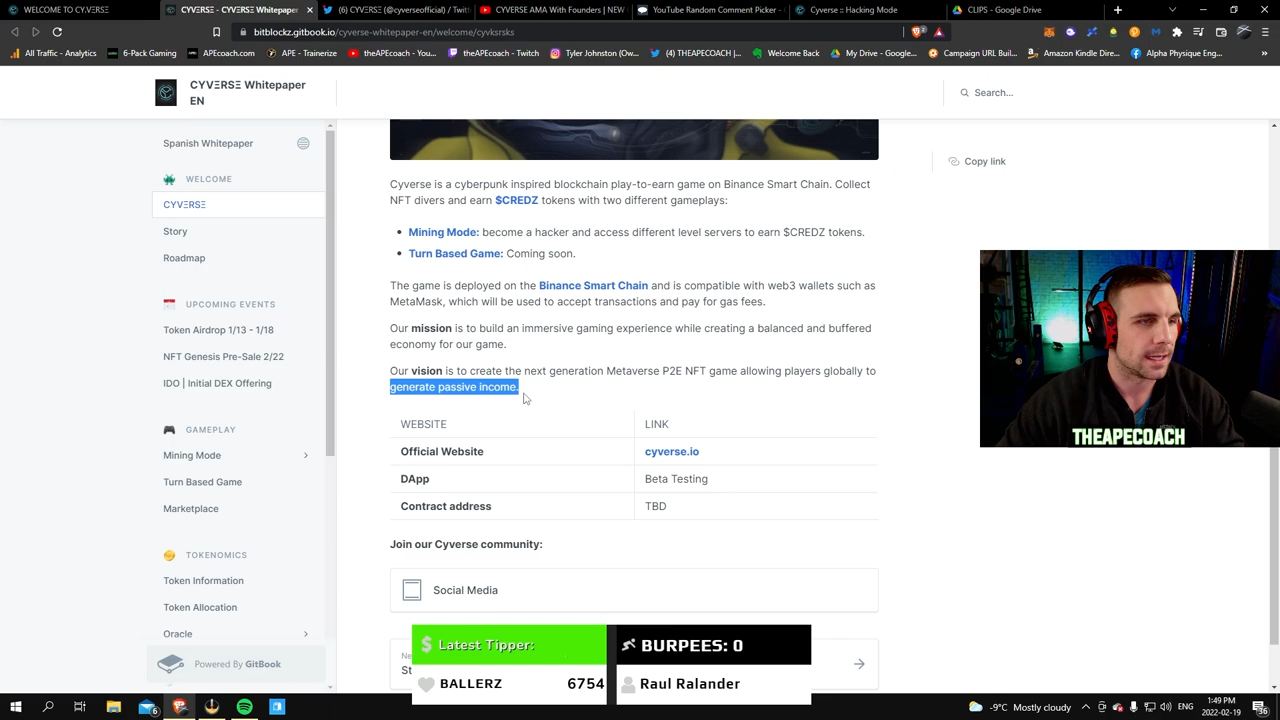 WELCOME TO CYVERSE
CYVΞRSΞ - CYVΞRSΞ Whitepaper
(6) CYVΞRSΞ (@cyverseofficial) / Twitt
CYVERSE AMA With Founders | NEW
YouTube Random Comment Picker -
Cyverse :: Hacking Mode
CLIPS - Google Drive
bitblockz.gitbook.io/cyverse-whitepaper-en/welcome/cyvksrsks
All Traffic - Analytics
6-Pack Gaming
APE - Twitch
theAPEcoach - YouTube
theAPEcoach
Tyler Johnston (Ow...
(4) THEAPECOACH (...
Welcome Back
My Drive - Google...
Campaign URL Buil...
Amazon Kindle Dire...
Alpha Physique Eng...
CYVΞRSΞ Whitepaper
EN
Search...
Spanish Whitepaper
WELCOME
CYVΞRSΞ
Story
Roadmap
UPCOMING EVENTS
Token Airdrop 1/13 - 1/18
NFT Genesis Pre-Sale 2/22
IDO | Initial DEX Offering
GAMEPLAY
Mining Mode
Turn Based Game
Marketplace
TOKENOMICS
Token Information
Token Allocation
Oracle
Powered By GitBook
Copy link
Cyverse is a cyberpunk inspired blockchain play-to-earn game on Binance Smart Chain. Collect
NFT divers and earn $CREDZ tokens with two different gameplays:
• Mining Mode: become a hacker and access different level servers to earn $CREDZ tokens.
• Turn Based Game: Coming soon.
The game is deployed on the Binance Smart Chain and is compatible with web3 wallets such as
MetaMask, which will be used to accept transactions and pay for gas fees.
Our mission is to build an immersive gaming experience while creating a balanced and buffered
economy for our game.
Our vision is to create the next generation Metaverse P2E NFT game allowing players globally to
generate passive income.
WEBSITE LINK
Official Website cyverse.io
DApp Beta Testing
Contract address TBD
Join our Cyverse community:
Social Media
Ne
St
THEAPECOACH
Latest Tipper:
BALLERZ 6754
BURPEES: 0
Raul Ralander
-9°C Mostly cloudy
ENG
1:49 PM
2022-02-19